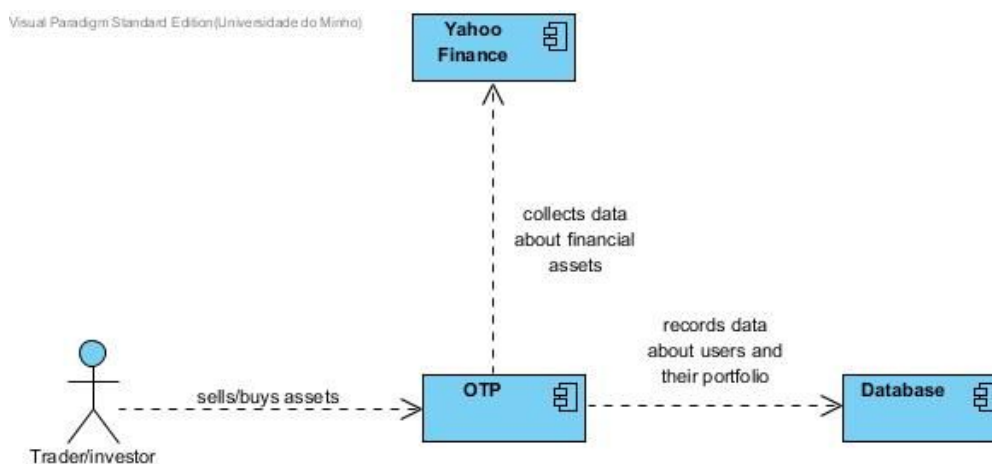 Visual Paradigm Standard Edition(Universidade do Minho)
Yahoo
Finance
collects data
about financial
assets
records data
about users and
their portfolio
sells/buys assets
OTP
Database
Trader/investor